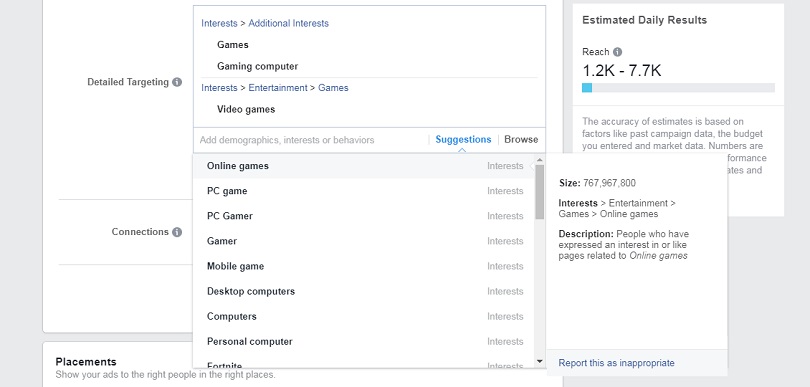 Interests > Additional Interests
Games
Gaming computer
Interests > Entertainment > Games
Video games
Detailed Targeting
Add demographics, interests or behaviors
Suggestions
Browse
Online games Interests
PC game Interests
PC Gamer Interests
Gamer Interests
Mobile game Interests
Desktop computers Interests
Computers Interests
Personal computer Interests
Fortnite Interests
Connections
Placements
Show your ads to the right people in the right places.
Estimated Daily Results
Reach
1.2K - 7.7K
The accuracy of estimates is based on
factors like past campaign data, the budget
you entered and market data. Numbers are
formance
ates and
Size: 767,967,800
Interests > Entertainment >
Games > Online games
Description: People who have
expressed an interest in or like
pages related to Online games
Report this as inappropriate